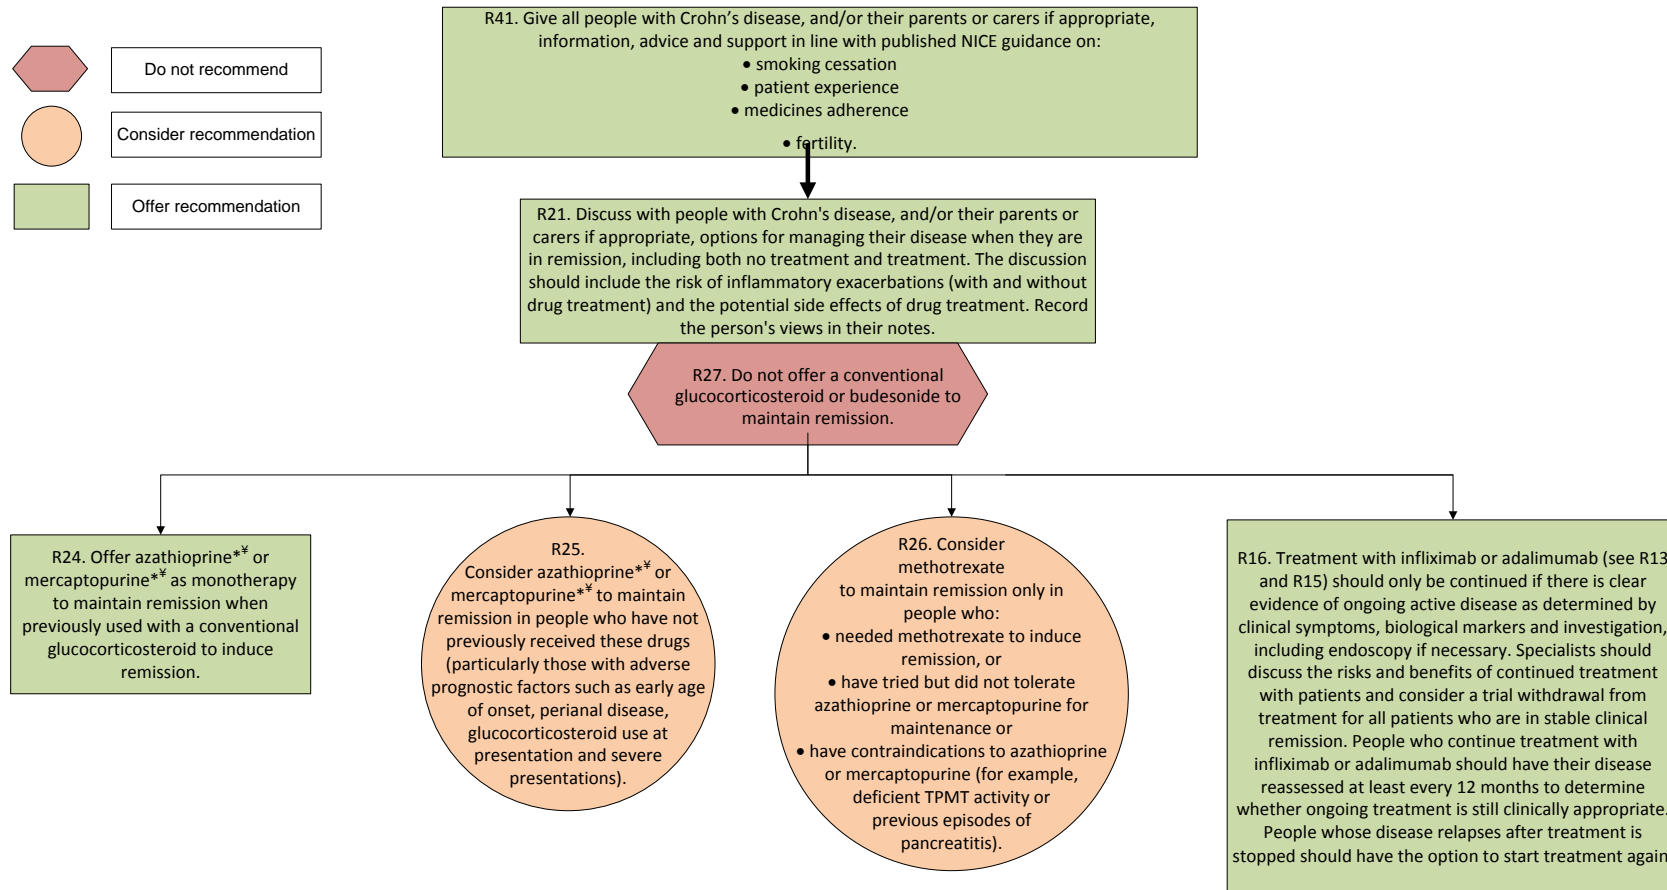 Do not recommend
Consider recommendation
Offer recommendation
R41. Give all people with Crohn’s disease, and/or their parents or carers if appropriate,
information, advice and support in line with published NICE guidance on:
• smoking cessation
• patient experience
• medicines adherence
• fertility.
R21. Discuss with people with Crohn's disease, and/or their parents or
carers if appropriate, options for managing their disease when they are
in remission, including both no treatment and treatment. The discussion
should include the risk of inflammatory exacerbations (with and without
drug treatment) and the potential side effects of drug treatment. Record
the person's views in their notes.
R27. Do not offer a conventional
glucocorticosteroid or budesonide to
maintain remission.
R24. Offer azathioprine*¥ or
mercaptopurine*¥ as monotherapy
to maintain remission when
previously used with a conventional
glucocorticosteroid to induce
remission.
R25.
Consider azathioprine*¥ or
mercaptopurine*¥ to maintain
remission in people who have not
previously received these drugs
(particularly those with adverse
prognostic factors such as early age
of onset, perianal disease,
glucocorticosteroid use at
presentation and severe
presentations).
R26. Consider
methotrexate
to maintain remission only in
people who:
• needed methotrexate to induce
remission, or
• have tried but did not tolerate
azathioprine or mercaptopurine for
maintenance or
• have contraindications to azathioprine
or mercaptopurine (for example,
deficient TPMT activity or
previous episodes of
pancreatitis).
R16. Treatment with infliximab or adalimumab (see R13
and R15) should only be continued if there is clear
evidence of ongoing active disease as determined by
clinical symptoms, biological markers and investigation,
including endoscopy if necessary. Specialists should
discuss the risks and benefits of continued treatment
with patients and consider a trial withdrawal from
treatment for all patients who are in stable clinical
remission. People who continue treatment with
infliximab or adalimumab should have their disease
reassessed at least every 12 months to determine
whether ongoing treatment is still clinically appropriate.
People whose disease relapses after treatment is
stopped should have the option to start treatment again